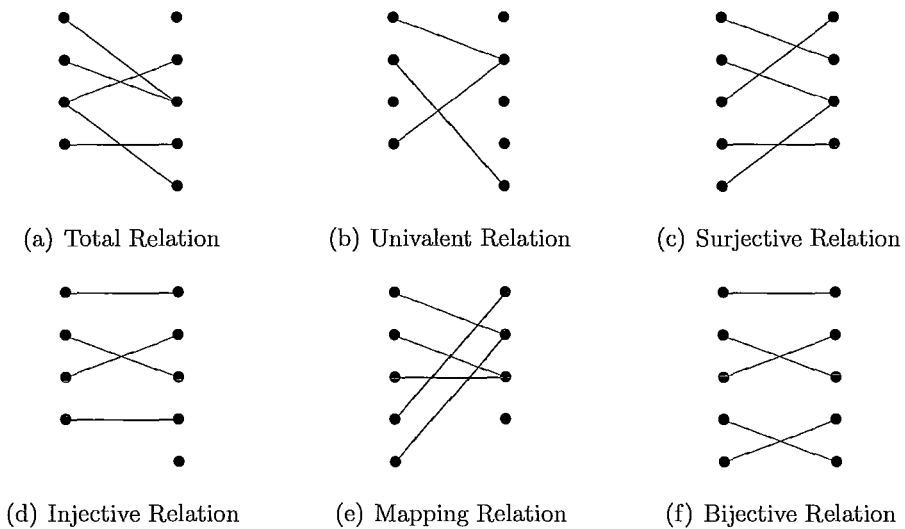 (a) Total Relation
(b) Univalent Relation
(c) Surjective Relation
(d) Injective Relation
(e) Mapping Relation
(f) Bijective Relation